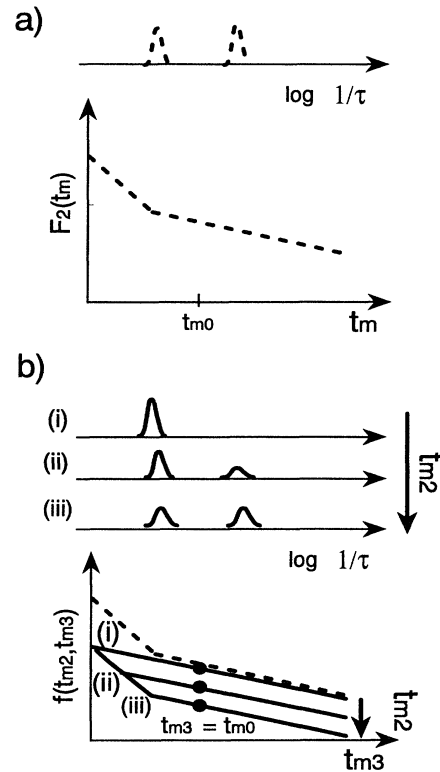 a)
log 1/τ
F2(tm)
tm0
tm
b)
(i)
(ii)
(iii)
tm2
log 1/τ
f(tm2,tm3)
(i)
(ii)
(iii)
tm3 = tm0
tm2
tm3